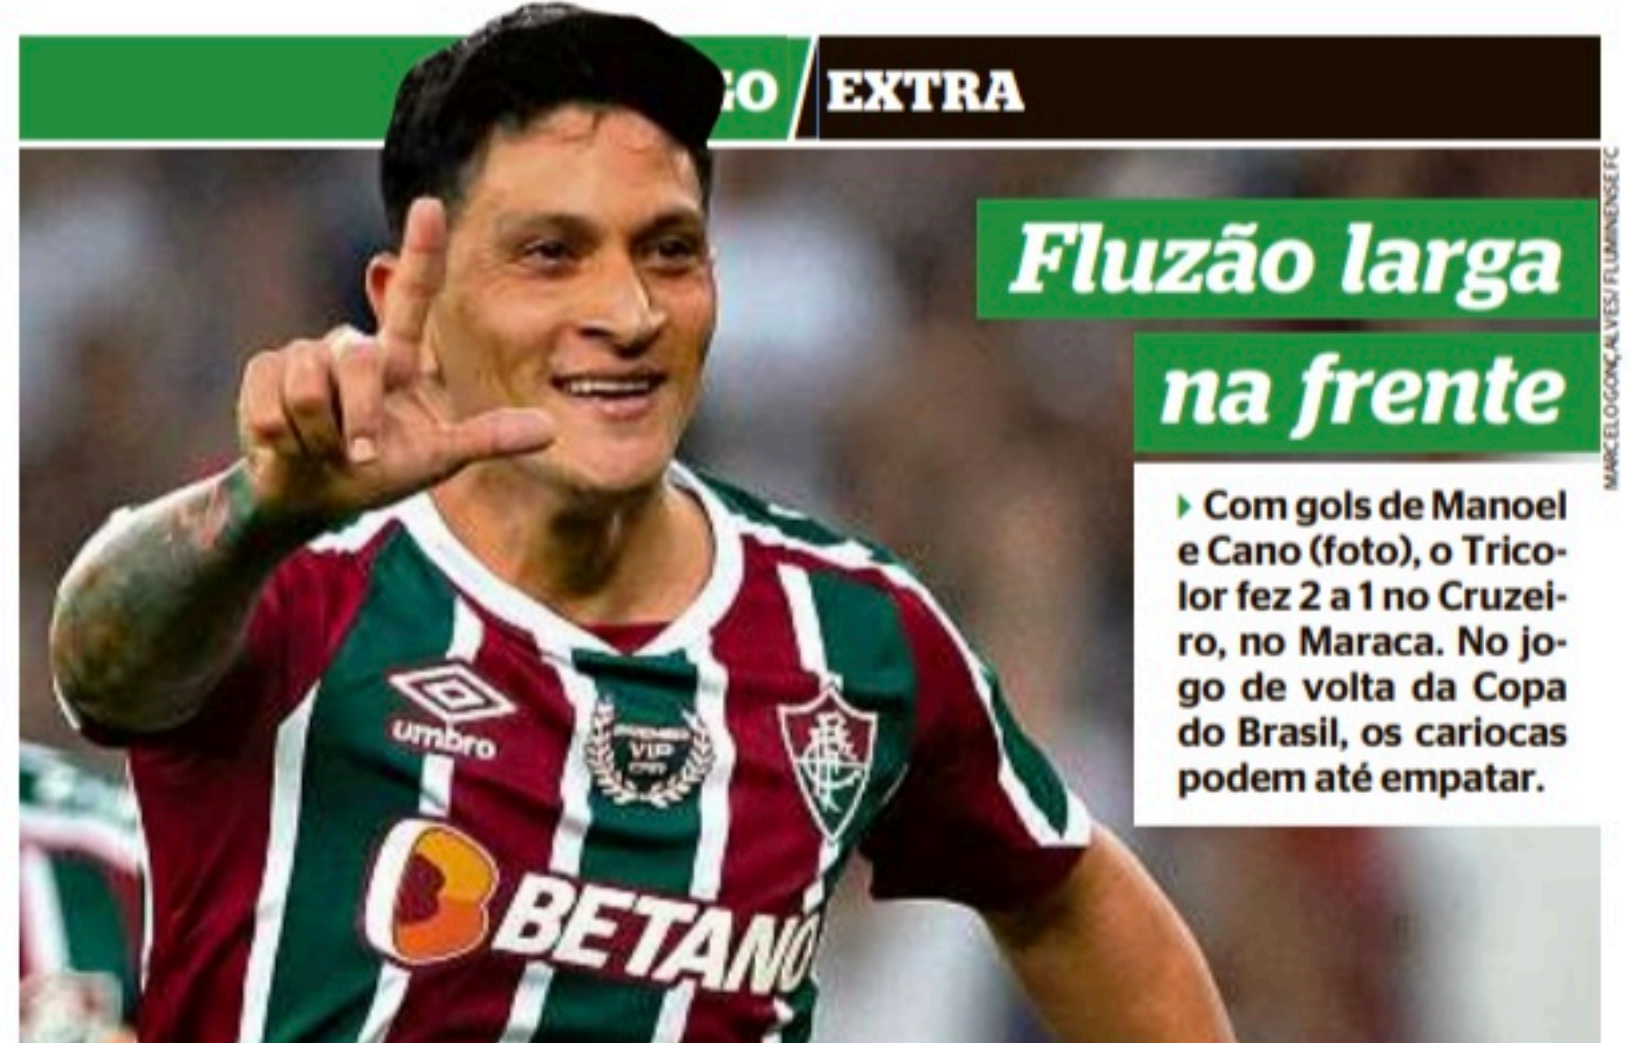 EXTRA
Fluzão larga
na frente
Com gols de Manoel
e Cano (foto), o Trico-
lor fez 2 a 1 no Cruzei-
ro, no Maraca. No jo-
go de volta da Copa
do Brasil, os cariocas
podem até empatar.
MARCELO GONÇALVES/ FLUMINENSE FC
umbro
VIP
BETANO